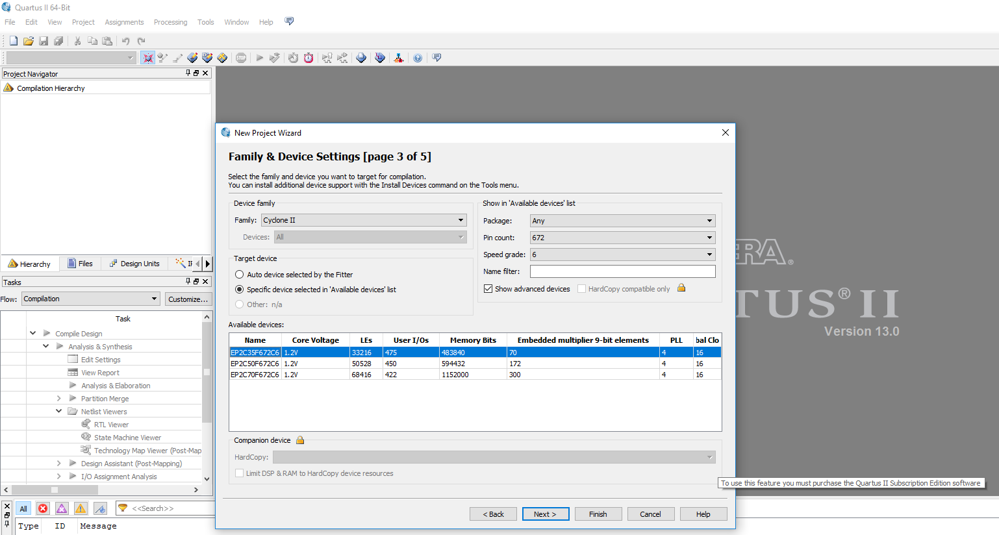 Quartus II 64-Bit
File Edit View Project Assignments Processing Tools Window Help
STOP
Project Navigator
Compilation Hierarchy
Hierarchy Files Design Units IP
Tasks
Flow: Compilation Customize...
Task
Compile Design
Analysis & Synthesis
Edit Settings
View Report
Analysis & Elaboration
Partition Merge
Netlist Viewers
RTL Viewer
State Machine Viewer
Technology Map Viewer (Post-Map
Design Assistant (Post-Mapping)
I/O Assignment Analysis
All <<Search>>
Type ID Message
New Project Wizard
Family & Device Settings [page 3 of 5]
Select the family and device you want to target for compilation.
You can install additional device support with the Install Devices command on the Tools menu.
Device family
Family: Cyclone II
Devices: All
Target device
Auto device selected by the Fitter
Specific device selected in 'Available devices' list
Other: n/a
Show in 'Available devices' list
Package: Any
Pin count: 672
Speed grade: 6
Name filter:
Show advanced devices HardCopy compatible only
Available devices:
Name Core Voltage LEs User I/Os Memory Bits Embedded multiplier 9-bit elements PLL bal Clo
EP2C35F672C6 1.2V 33216 475 483840 70 4 16
EP2C50F672C6 1.2V 50528 450 594432 172 4 16
EP2C70F672C6 1.2V 68416 422 1152000 300 4 16
Companion device
HardCopy:
Limit DSP & RAM to HardCopy device resources
To use this feature you must purchase the Quartus II Subscription Edition software
< Back Next > Finish Cancel Help
ERA®
TUS® II
Version 13.0